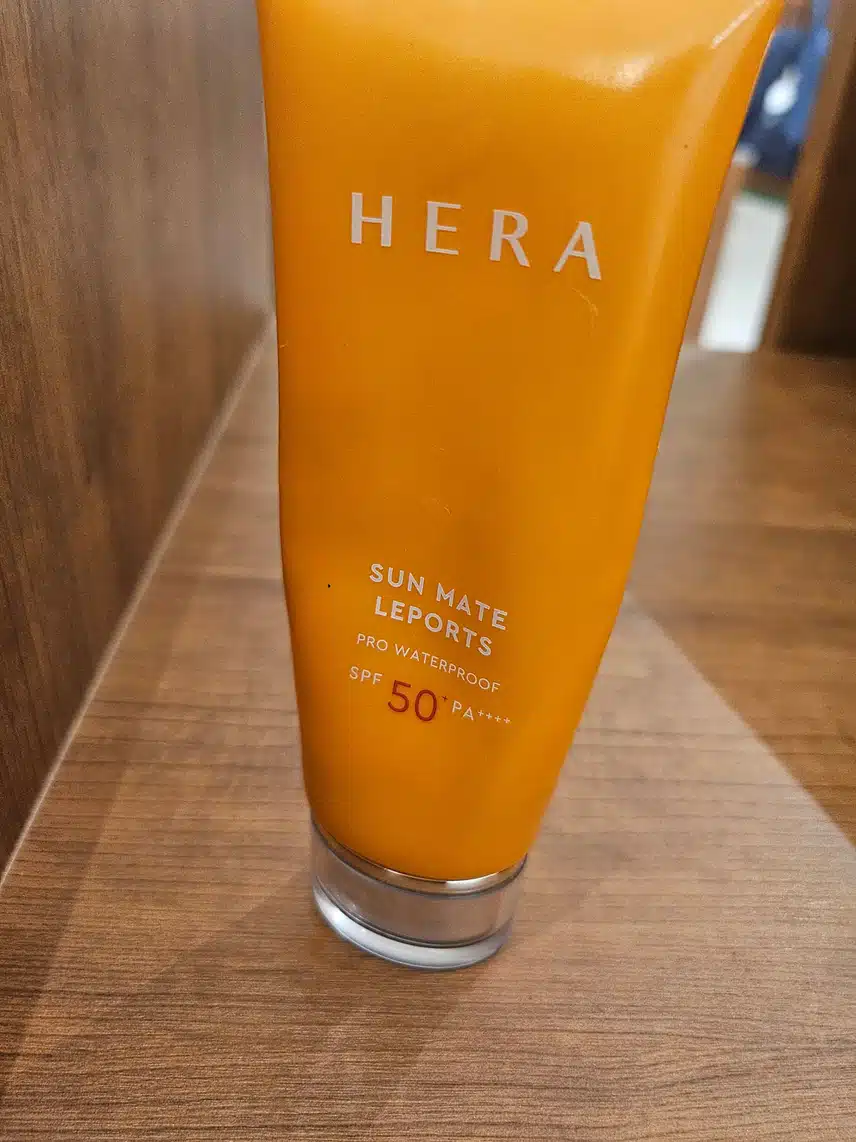 HERA
SUN MATE
LEPORTS
PRO WATERPROOF
SPF 50+ PA++++